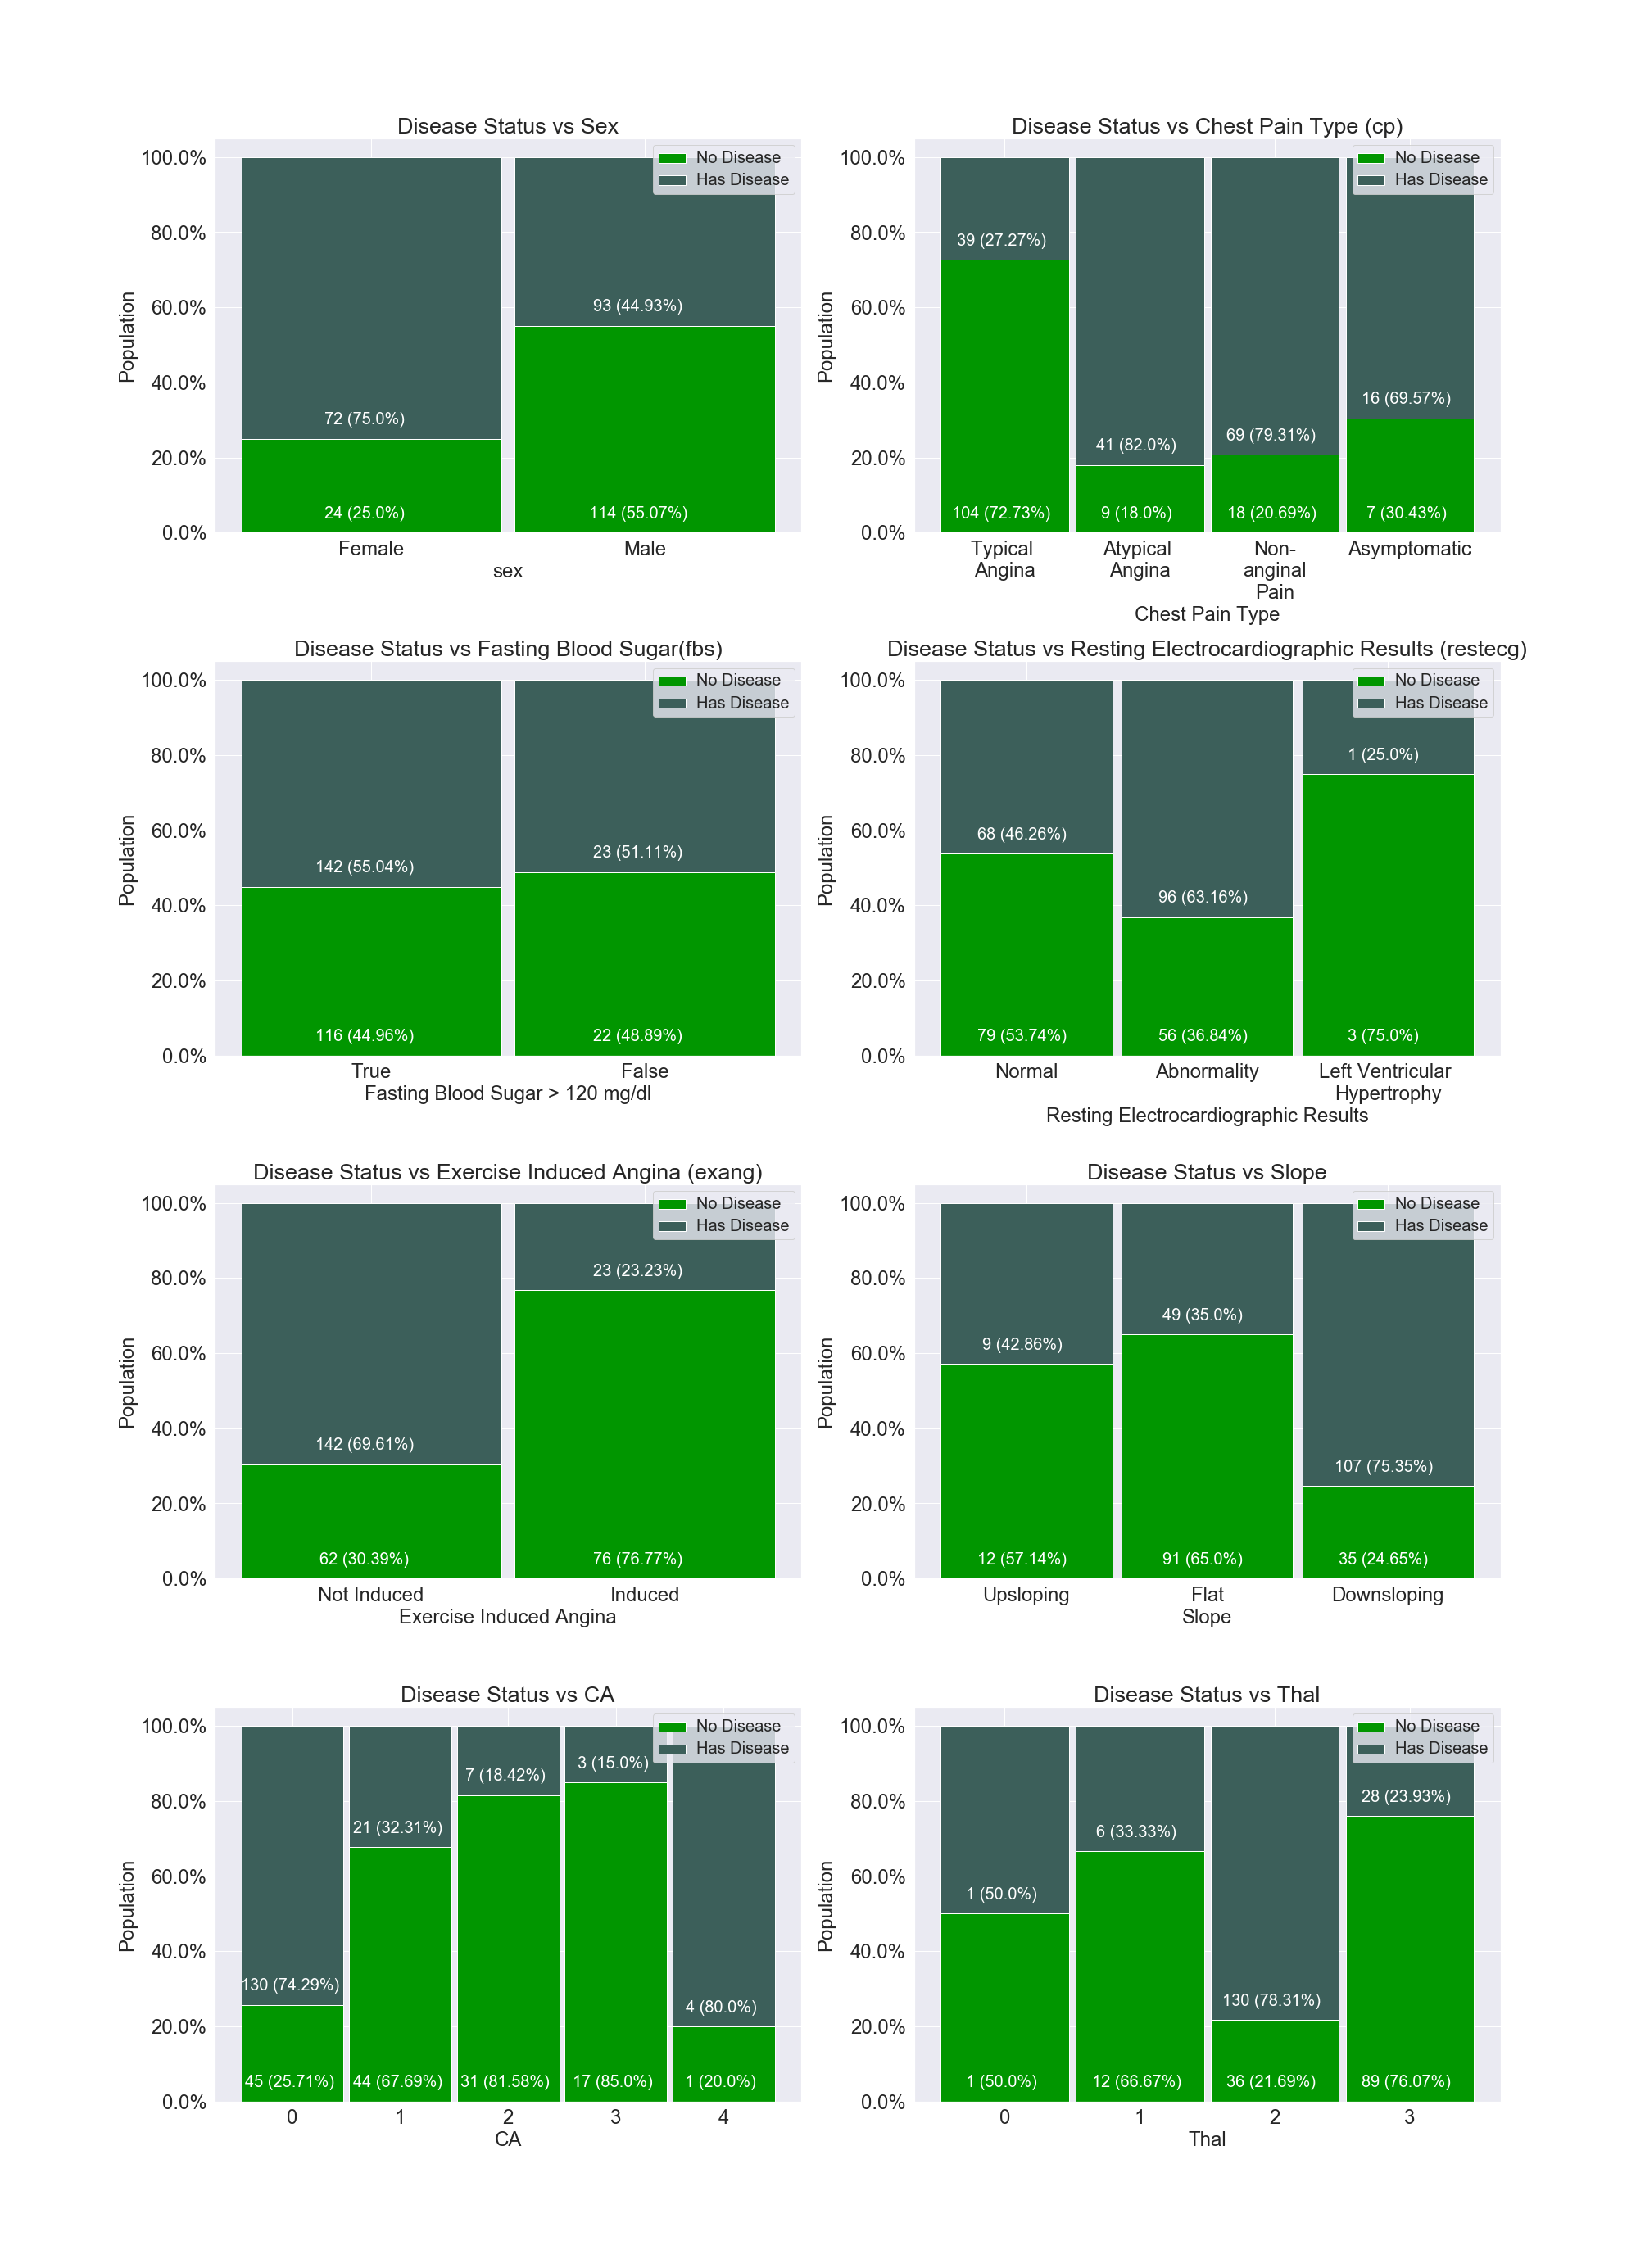 Disease Status vs Sex
100.0%
80.0%
60.0%
40.0%
20.0%
0.0%
Population
No Disease
Has Disease
72 (75.0%)
93 (44.93%)
24 (25.0%)
114 (55.07%)
Female
Male
sex
Disease Status vs Chest Pain Type (cp)
100.0%
80.0%
60.0%
40.0%
20.0%
0.0%
Population
No Disease
Has Disease
39 (27.27%)
41 (82.0%)
69 (79.31%)
16 (69.57%)
104 (72.73%)
9 (18.0%)
18 (20.69%)
7 (30.43%)
Typical
Angina
Atypical
Angina
Non-
anginal
Pain
Asymptomatic
Chest Pain Type
Disease Status vs Fasting Blood Sugar(fbs)
100.0%
80.0%
60.0%
40.0%
20.0%
0.0%
Population
No Disease
Has Disease
142 (55.04%)
23 (51.11%)
116 (44.96%)
22 (48.89%)
True
False
Fasting Blood Sugar > 120 mg/dl
Disease Status vs Resting Electrocardiographic Results (restecg)
100.0%
80.0%
60.0%
40.0%
20.0%
0.0%
Population
No Disease
Has Disease
68 (46.26%)
96 (63.16%)
1 (25.0%)
79 (53.74%)
56 (36.84%)
3 (75.0%)
Normal
Abnormality
Left Ventricular
Hypertrophy
Resting Electrocardiographic Results
Disease Status vs Exercise Induced Angina (exang)
100.0%
80.0%
60.0%
40.0%
20.0%
0.0%
Population
No Disease
Has Disease
142 (69.61%)
23 (23.23%)
62 (30.39%)
76 (76.77%)
Not Induced
Induced
Exercise Induced Angina
Disease Status vs Slope
100.0%
80.0%
60.0%
40.0%
20.0%
0.0%
Population
No Disease
Has Disease
9 (42.86%)
49 (35.0%)
107 (75.35%)
12 (57.14%)
91 (65.0%)
35 (24.65%)
Upsloping
Flat
Downsloping
Slope
Disease Status vs CA
100.0%
80.0%
60.0%
40.0%
20.0%
0.0%
Population
No Disease
Has Disease
130 (74.29%)
21 (32.31%)
7 (18.42%)
3 (15.0%)
4 (80.0%)
45 (25.71%)
44 (67.69%)
31 (81.58%)
17 (85.0%)
1 (20.0%)
0
1
2
3
4
CA
Disease Status vs Thal
100.0%
80.0%
60.0%
40.0%
20.0%
0.0%
Population
No Disease
Has Disease
1 (50.0%)
6 (33.33%)
130 (78.31%)
28 (23.93%)
1 (50.0%)
12 (66.67%)
36 (21.69%)
89 (76.07%)
0
1
2
3
Thal